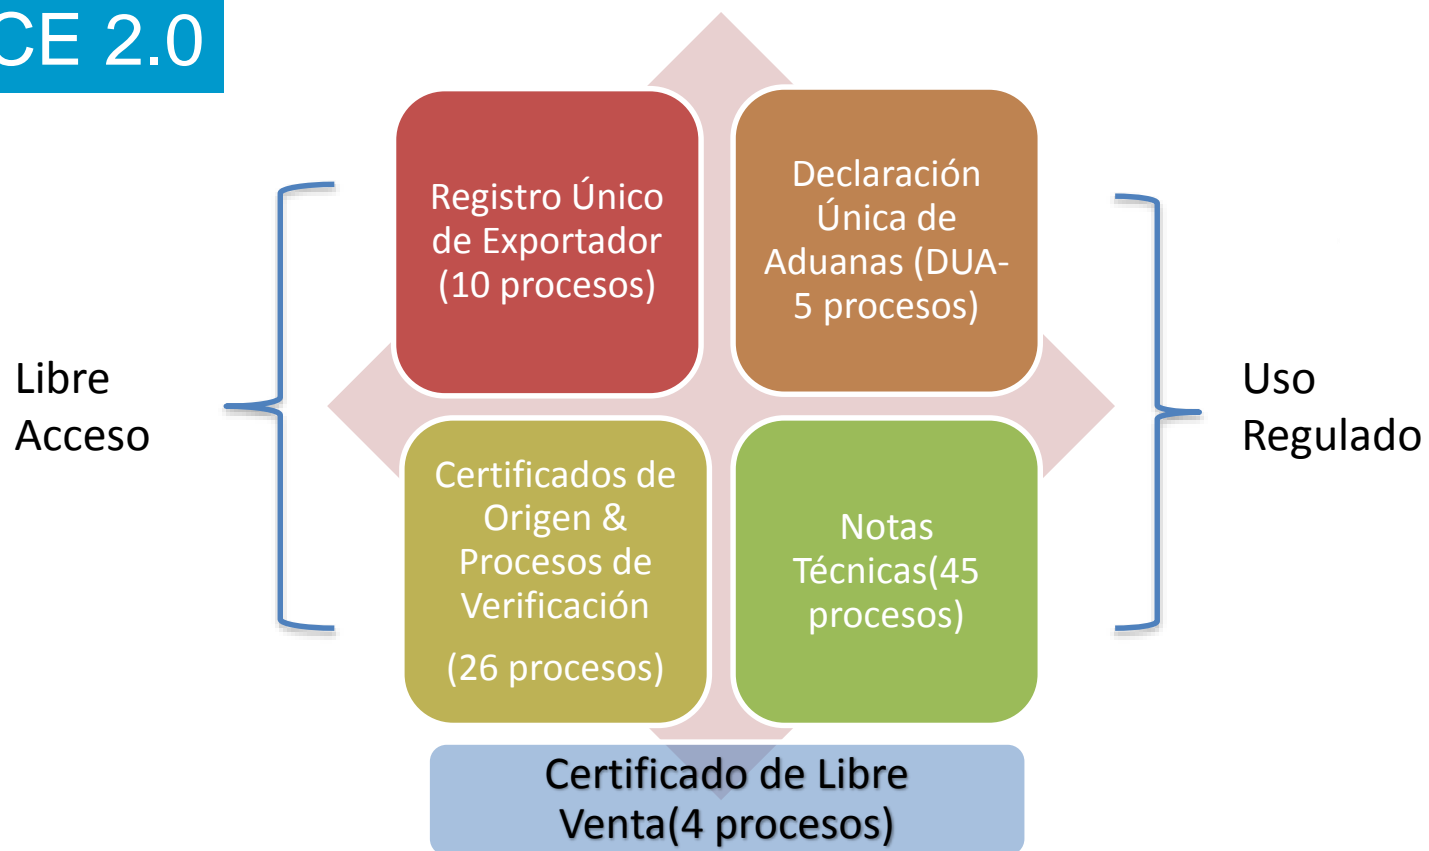 CE 2.0
Registro Único
de Exportador
(10 procesos)
Declaración
Única de
Aduanas (DUA-
5 procesos)
Libre
Acceso
Uso
Regulado
Certificados de
Origen &
Procesos de
Verificación
(26 procesos)
Notas
Técnicas(45
procesos)
Certificado de Libre
Venta(4 procesos)